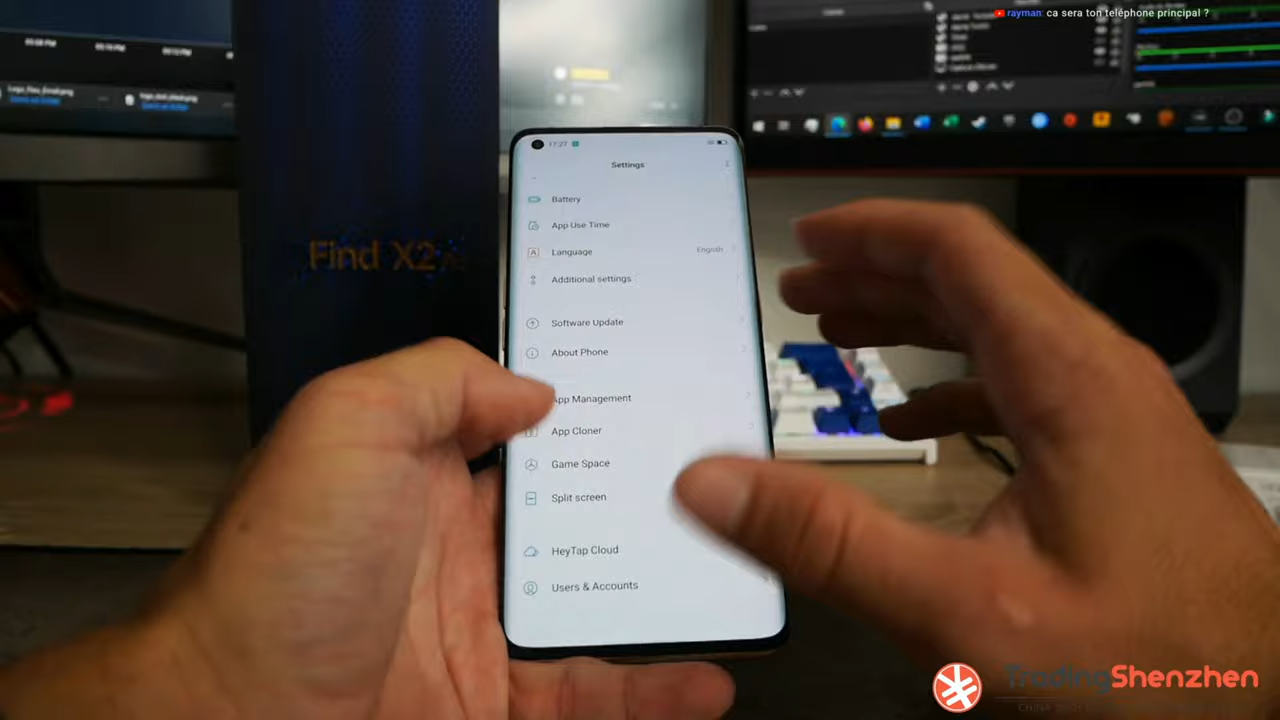 rayman: ca sera ton teléphone principal ?
17:27
Settings
Battery
App Use Time
Language English
Additional settings
Software Update
About Phone
App Management
App Cloner
Game Space
Split screen
HeyTap Cloud
Users & Accounts
Find X2
TradingShenzhen